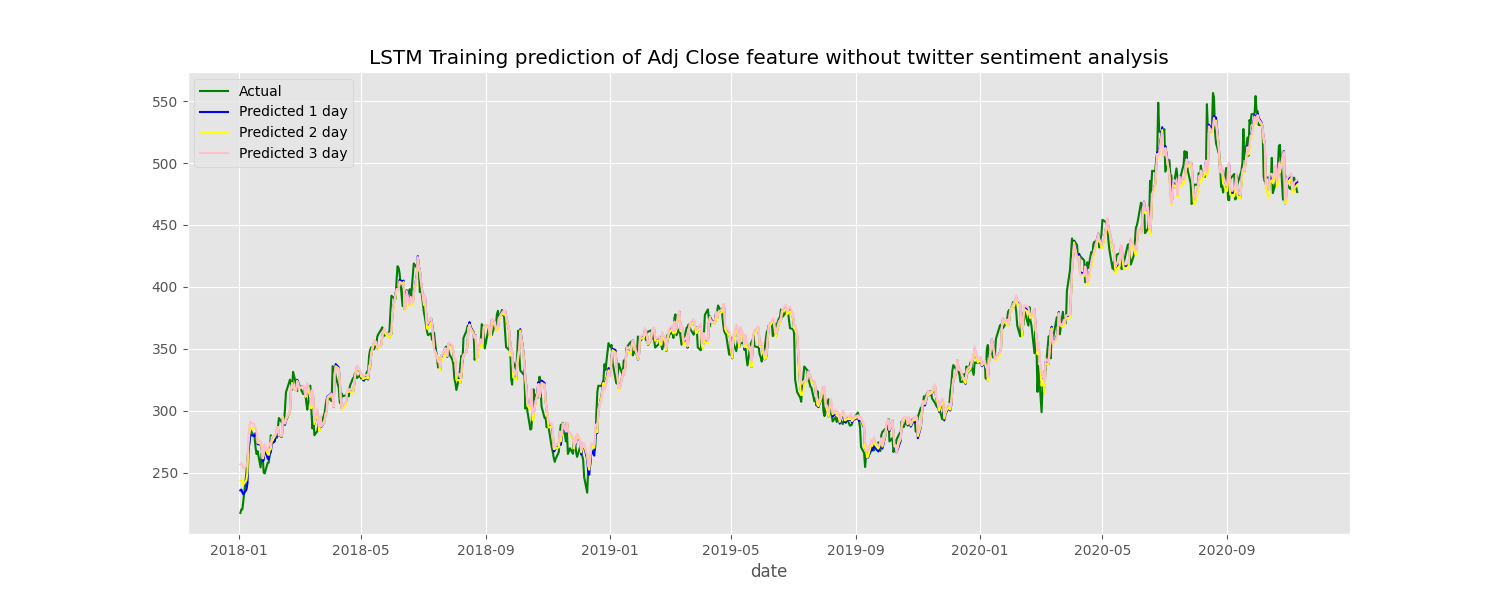 LSTM Training prediction of Adj Close feature without twitter sentiment analysis
Actual
Predicted 1 day
Predicted 2 day
Predicted 3 day
550
500
450
400
350
300
250
2018-01 2018-05 2018-09 2019-01 2019-05 2019-09 2020-01 2020-05 2020-09
date